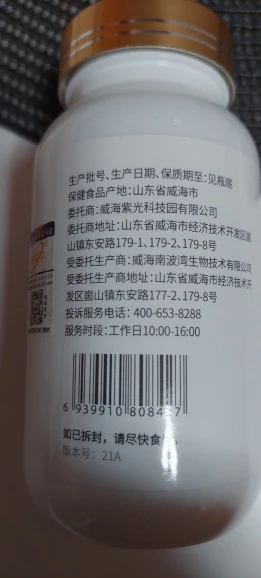 生产批号、生产日期、保质期至：见瓶底
保健食品产地：山东省威海市
委托商：威海紫光科技园有限公司
委托商地址：山东省威海市经济技术开发区崮
山镇东安路179-1、179-2、179-8号
受委托生产商：威海南波湾生物技术有限公
受委托生产商地址：山东省威海市经济技术开
发区崮山镇东安路177-2、179-8号
投诉服务电话：400-653-8288
服务时段：工作日10:00-16:00
6 939910 8084
如已拆封，请尽快食
版本号：21A